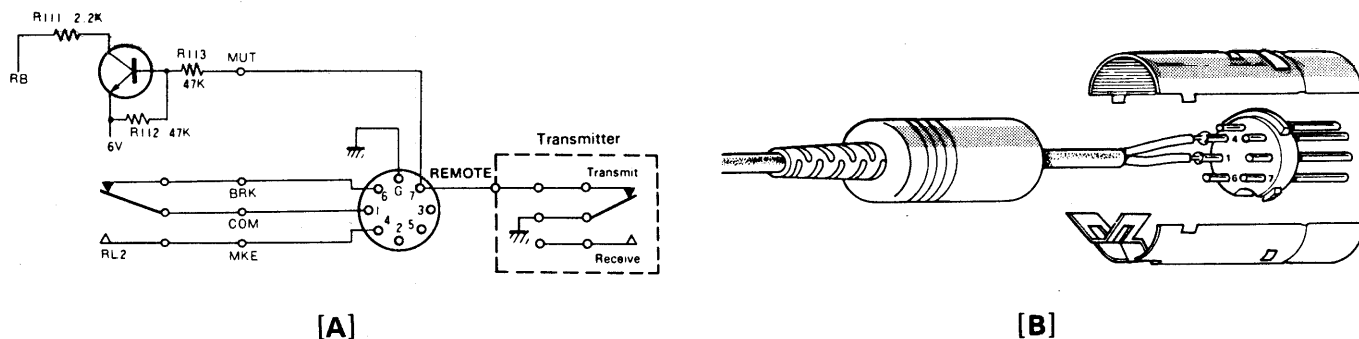 R111 2.2K
RB
R113
47K
MUT
R112 47K
6V
Transmitter
REMOTE
Transmit
BRK
COM
MKE
RL2
6
G
7
1
3
4
2
5
Receive
4
1
6
7
[A]
[B]